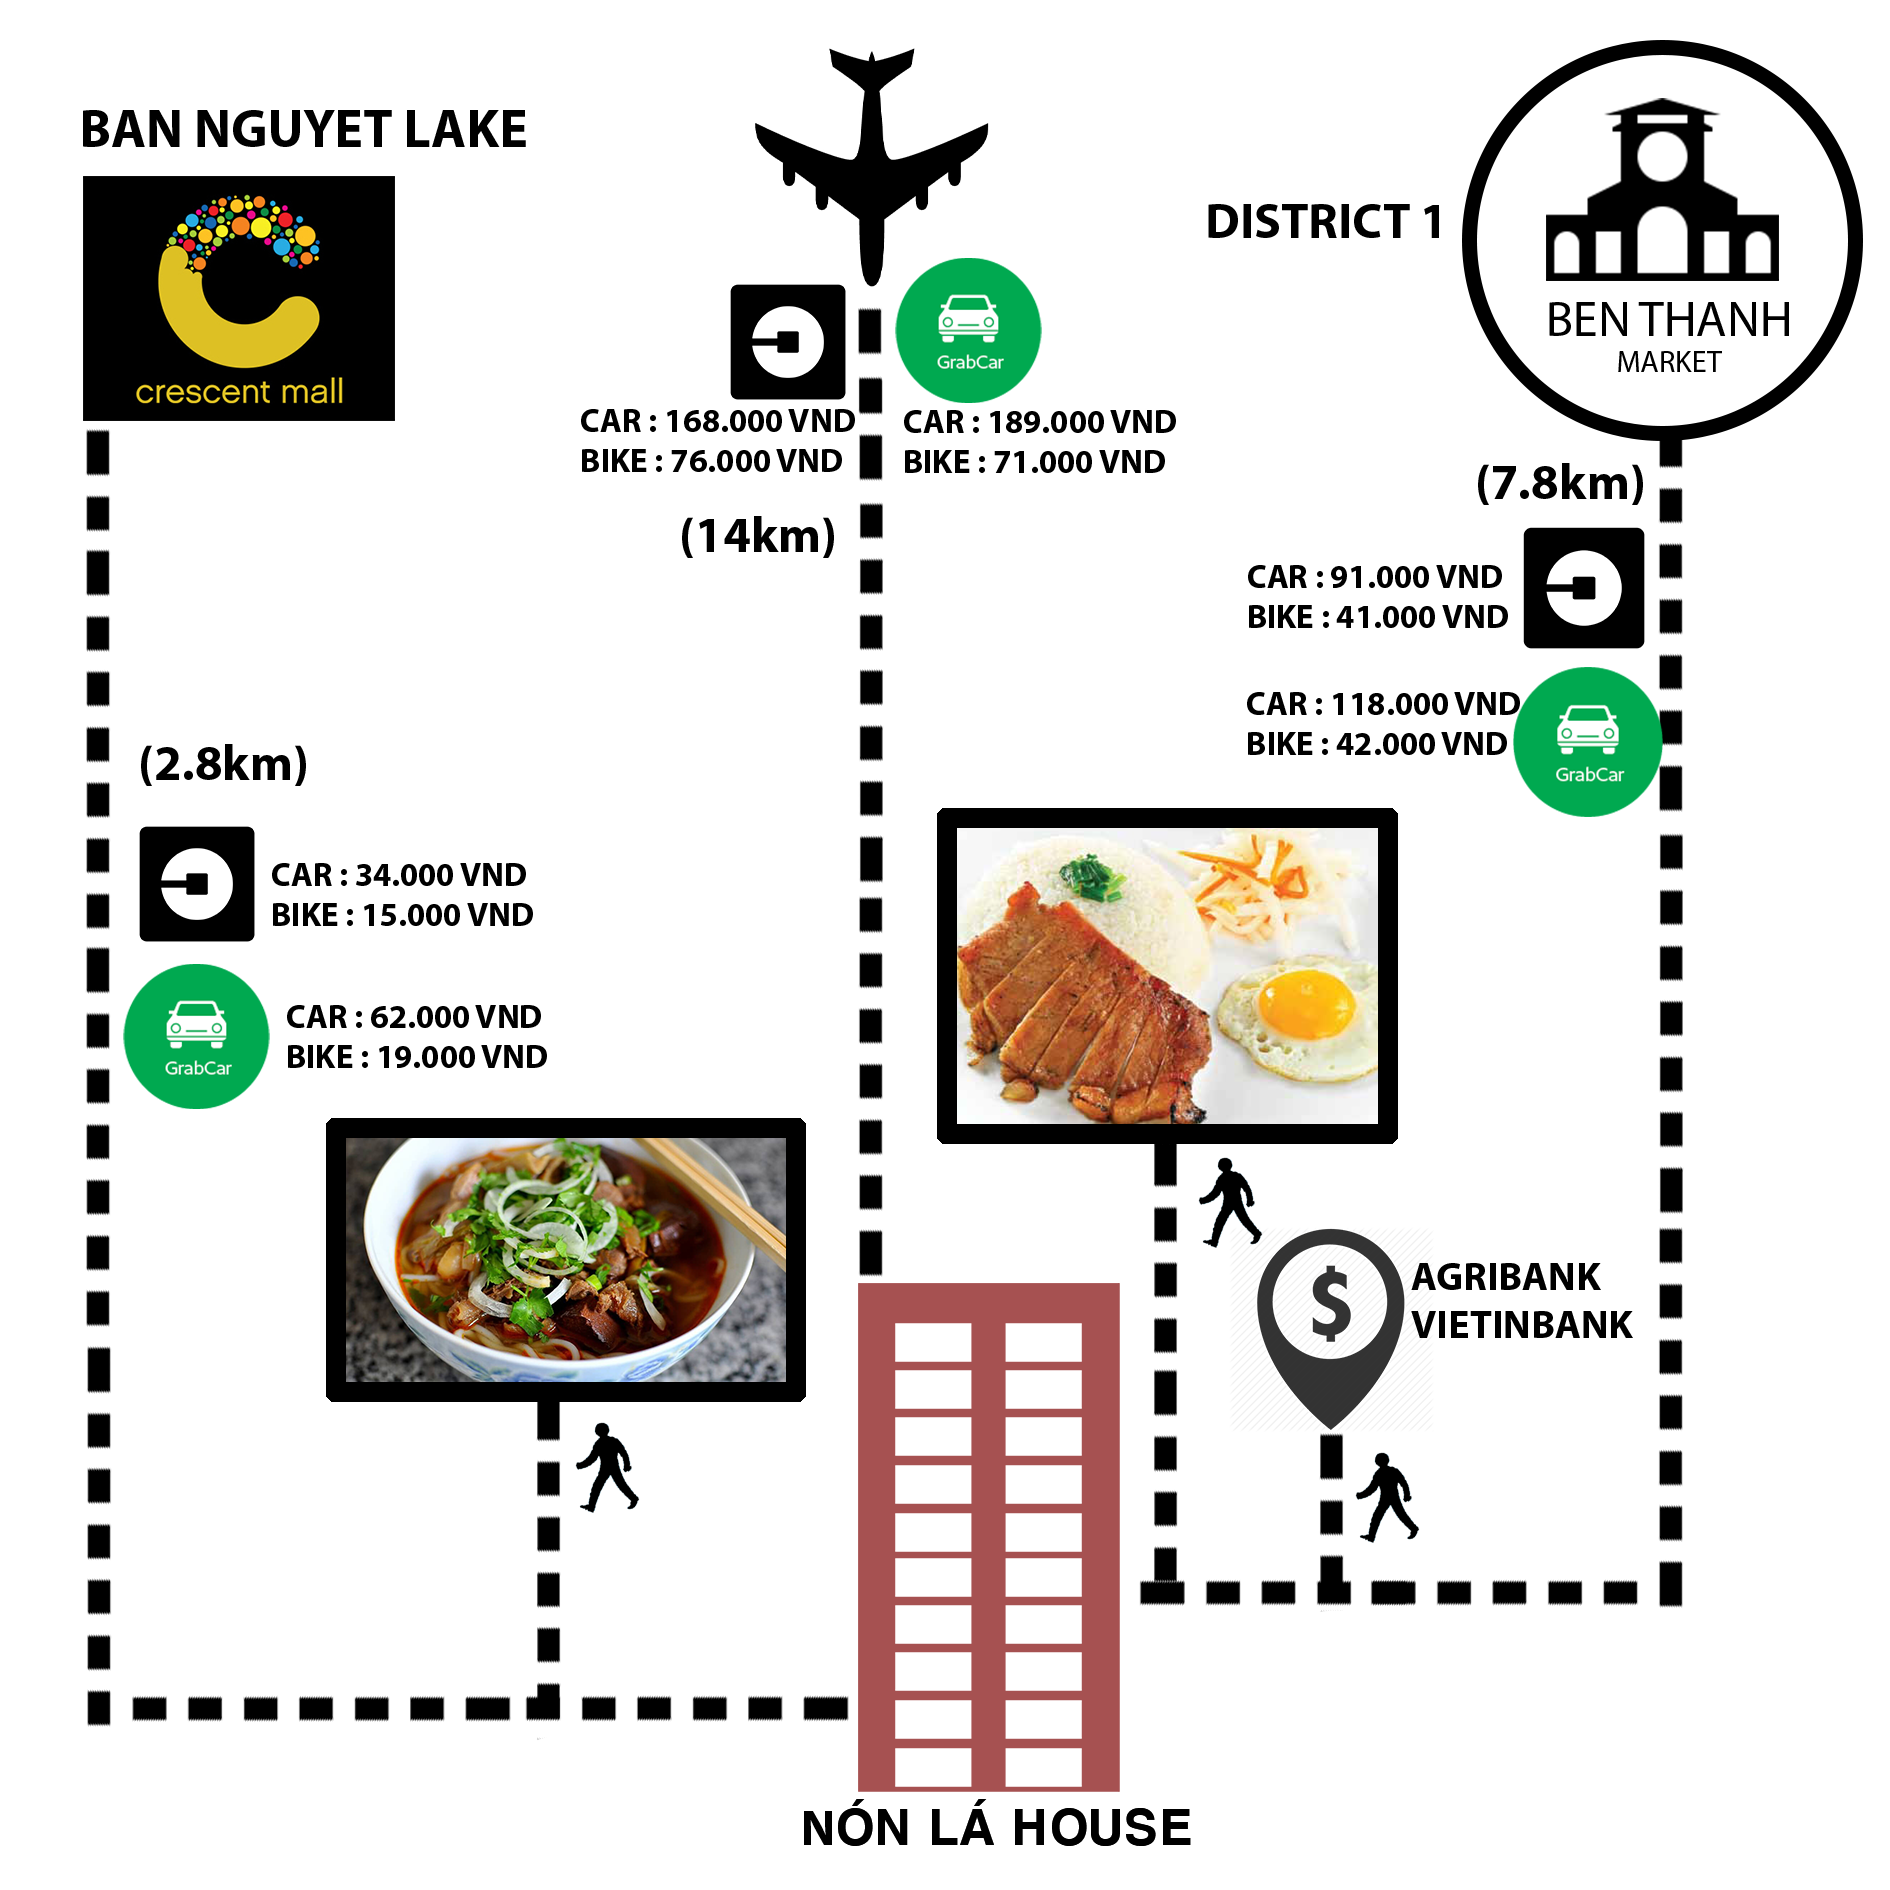 BAN NGUYET LAKE
crescent mall
GrabCar
CAR : 168.000 VND
BIKE : 76.000 VND
CAR : 189.000 VND
BIKE : 71.000 VND
(14km)
DISTRICT 1
BEN THANH
MARKET
(7.8km)
CAR : 91.000 VND
BIKE : 41.000 VND
CAR : 118.000 VND
BIKE : 42.000 VND
GrabCar
(2.8km)
CAR : 34.000 VND
BIKE : 15.000 VND
GrabCar
CAR : 62.000 VND
BIKE : 19.000 VND
$
AGRIBANK
VIETINBANK
NÓN LÁ HOUSE